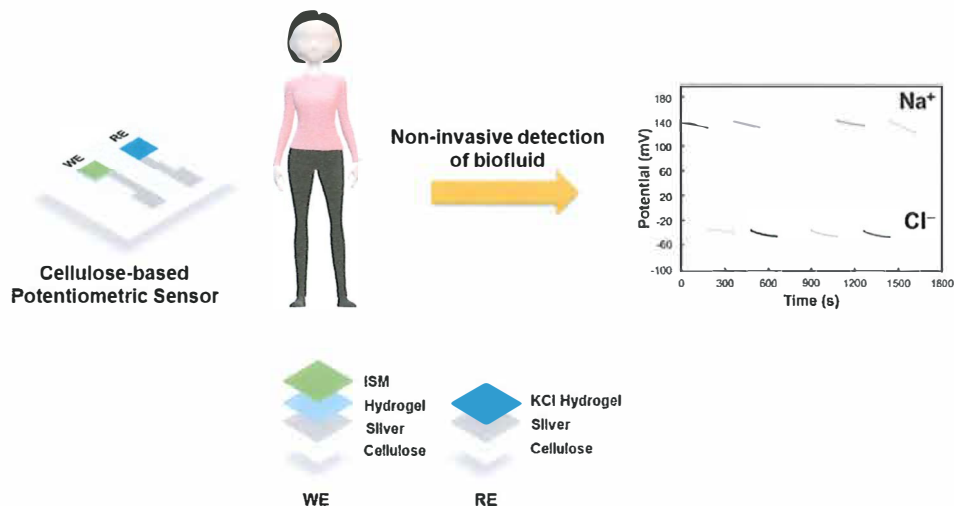 WE
RE
Cellulose-based
Potentiometric Sensor
Non-invasive detection
of biofluid
Potential (mV)
180
140
100
60
20
-20
-60
-100
Na⁺
Cl⁻
0
300
600
900
1200
1500
1800
Time (s)
ISM
Hydrogel
Silver
Cellulose
WE
KCl Hydrogel
Silver
Cellulose
RE